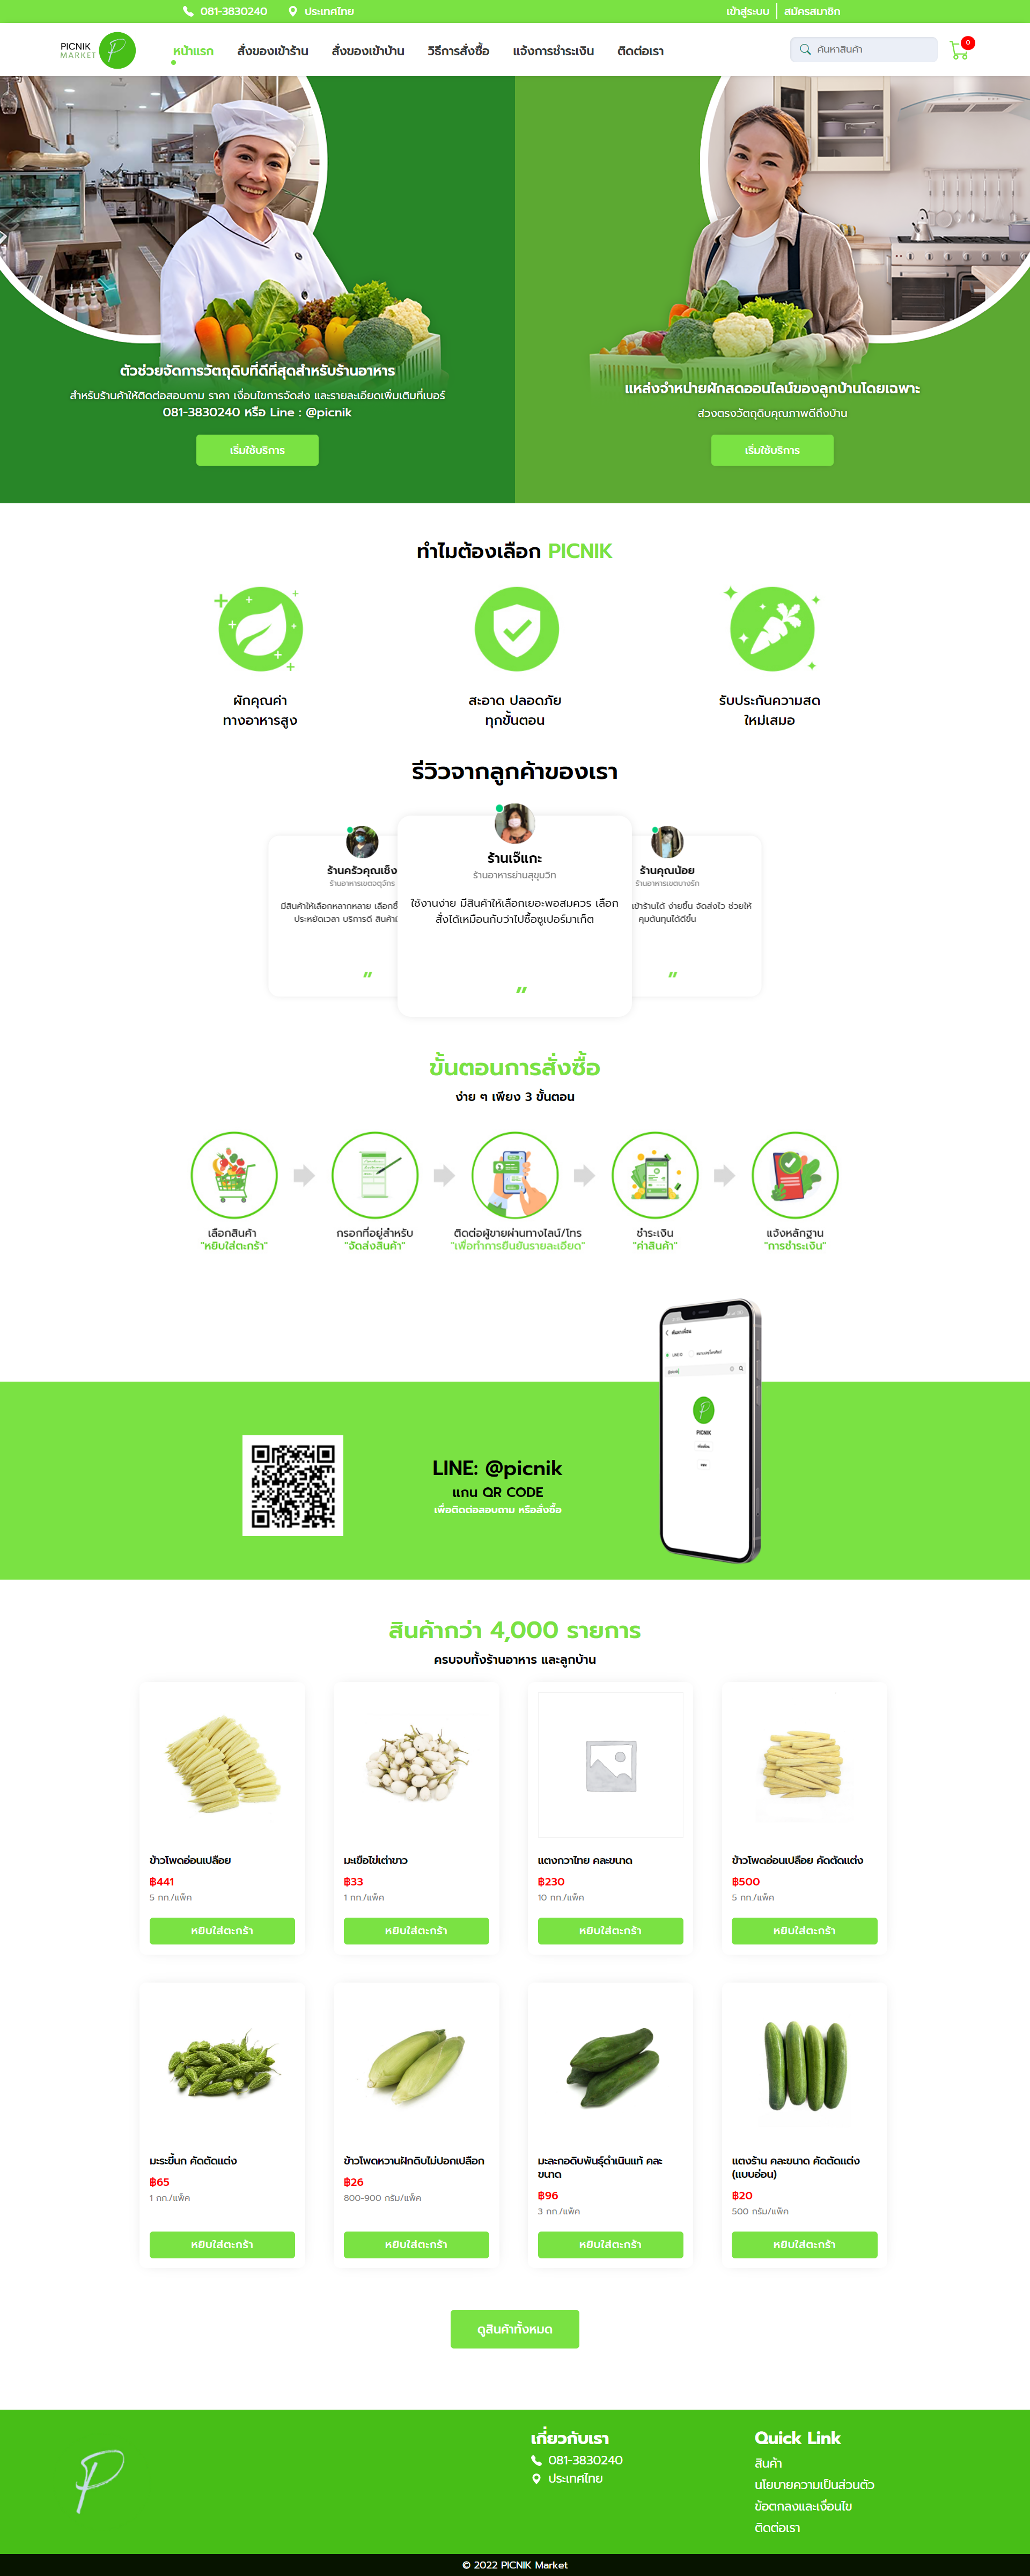 081-3830240
ประเทศไทย
เข้าสู่ระบบ
สมัครสมาชิก
PICNIK
MARKET
หน้าแรก
สั่งของเข้าร้าน
สั่งของเข้าบ้าน
วิธีการสั่งซื้อ
แจ้งการชำระเงิน
ติดต่อเรา
ค้นหาสินค้า
0
ตัวช่วยจัดการวัตถุดิบที่ดีที่สุดสำหรับร้านอาหาร
สำหรับร้านค้าให้ติดต่อสอบถาม ราคา เงื่อนไขการจัดส่ง และรายละเอียดเพิ่มเติมที่เบอร์
081-3830240 หรือ Line : @picnik
เริ่มใช้บริการ
แหล่งจำหน่ายผักสดออนไลน์ของลูกบ้านโดยเฉพาะ
ส่วงตรงวัตถุดิบคุณภาพดีถึงบ้าน
เริ่มใช้บริการ
ทำไมต้องเลือก PICNIK
ผักคุณค่า
ทางอาหารสูง
สะอาด ปลอดภัย
ทุกขั้นตอน
รับประกันความสด
ใหม่เสมอ
รีวิวจากลูกค้าของเรา
ร้านครัวคุณเช็ง
ร้านอาหารเขตจตุจักร
มีสินค้าให้เลือกหลากหลาย เลือกซื้
ประหยัดเวลา บริการดี สินค้ามี
ร้านเจ๊แกะ
ร้านอาหารย่านสุขุมวิท
ใช้งานง่าย มีสินค้าให้เลือกเยอะพอสมควร เลือก
สั่งได้เหมือนกับว่าไปซื้อซูเปอร์มาเก็ต
ร้านคุณน้อย
ร้านอาหารเขตบางรัก
เข้าร้านได้ ง่ายขึ้น จัดส่งไว ช่วยให้
คุมต้นทุนได้ดีขึ้น
ขั้นตอนการสั่งซื้อ
ง่าย ๆ เพียง 3 ขั้นตอน
เลือกสินค้า
"หยิบใส่ตะกร้า"
กรอกที่อยู่สำหรับ
"จัดส่งสินค้า"
ติดต่อผู้ขายผ่านทางไลน์/โทร
"เพื่อทำการยืนยันรายละเอียด"
ชำระเงิน
"ค่าสินค้า"
แจ้งหลักฐาน
"การชำระเงิน"
LINE: @picnik
แกน QR CODE
เพื่อติดต่อสอบถาม หรือสั่งซื้อ
PICNIK
สินค้ากว่า 4,000 รายการ
ครบจบทั้งร้านอาหาร และลูกบ้าน
ข้าวโพดอ่อนเปลือย
฿441
5 กก./แพ็ค
หยิบใส่ตะกร้า
มะเขือไข่เต่าขาว
฿33
1 กก./แพ็ค
หยิบใส่ตะกร้า
แตงกวาไทย คละขนาด
฿230
10 กก./แพ็ค
หยิบใส่ตะกร้า
ข้าวโพดอ่อนเปลือย คัดตัดแต่ง
฿500
5 กก./แพ็ค
หยิบใส่ตะกร้า
มะระขี้นก คัดตัดแต่ง
฿65
1 กก./แพ็ค
หยิบใส่ตะกร้า
ข้าวโพดหวานฝักดิบไม่ปอกเปลือก
฿26
800-900 กรัม/แพ็ค
หยิบใส่ตะกร้า
มะละกอดิบพันธุ์ดำเนินแท้ คละ
ขนาด
฿96
3 กก./แพ็ค
หยิบใส่ตะกร้า
แตงร้าน คละขนาด คัดตัดแต่ง
(แบบอ่อน)
฿20
500 กรัม/แพ็ค
หยิบใส่ตะกร้า
ดูสินค้าทั้งหมด
เกี่ยวกับเรา
081-3830240
ประเทศไทย
Quick Link
สินค้า
นโยบายความเป็นส่วนตัว
ข้อตกลงและเงื่อนไข
ติดต่อเรา
© 2022 PICNIK Market